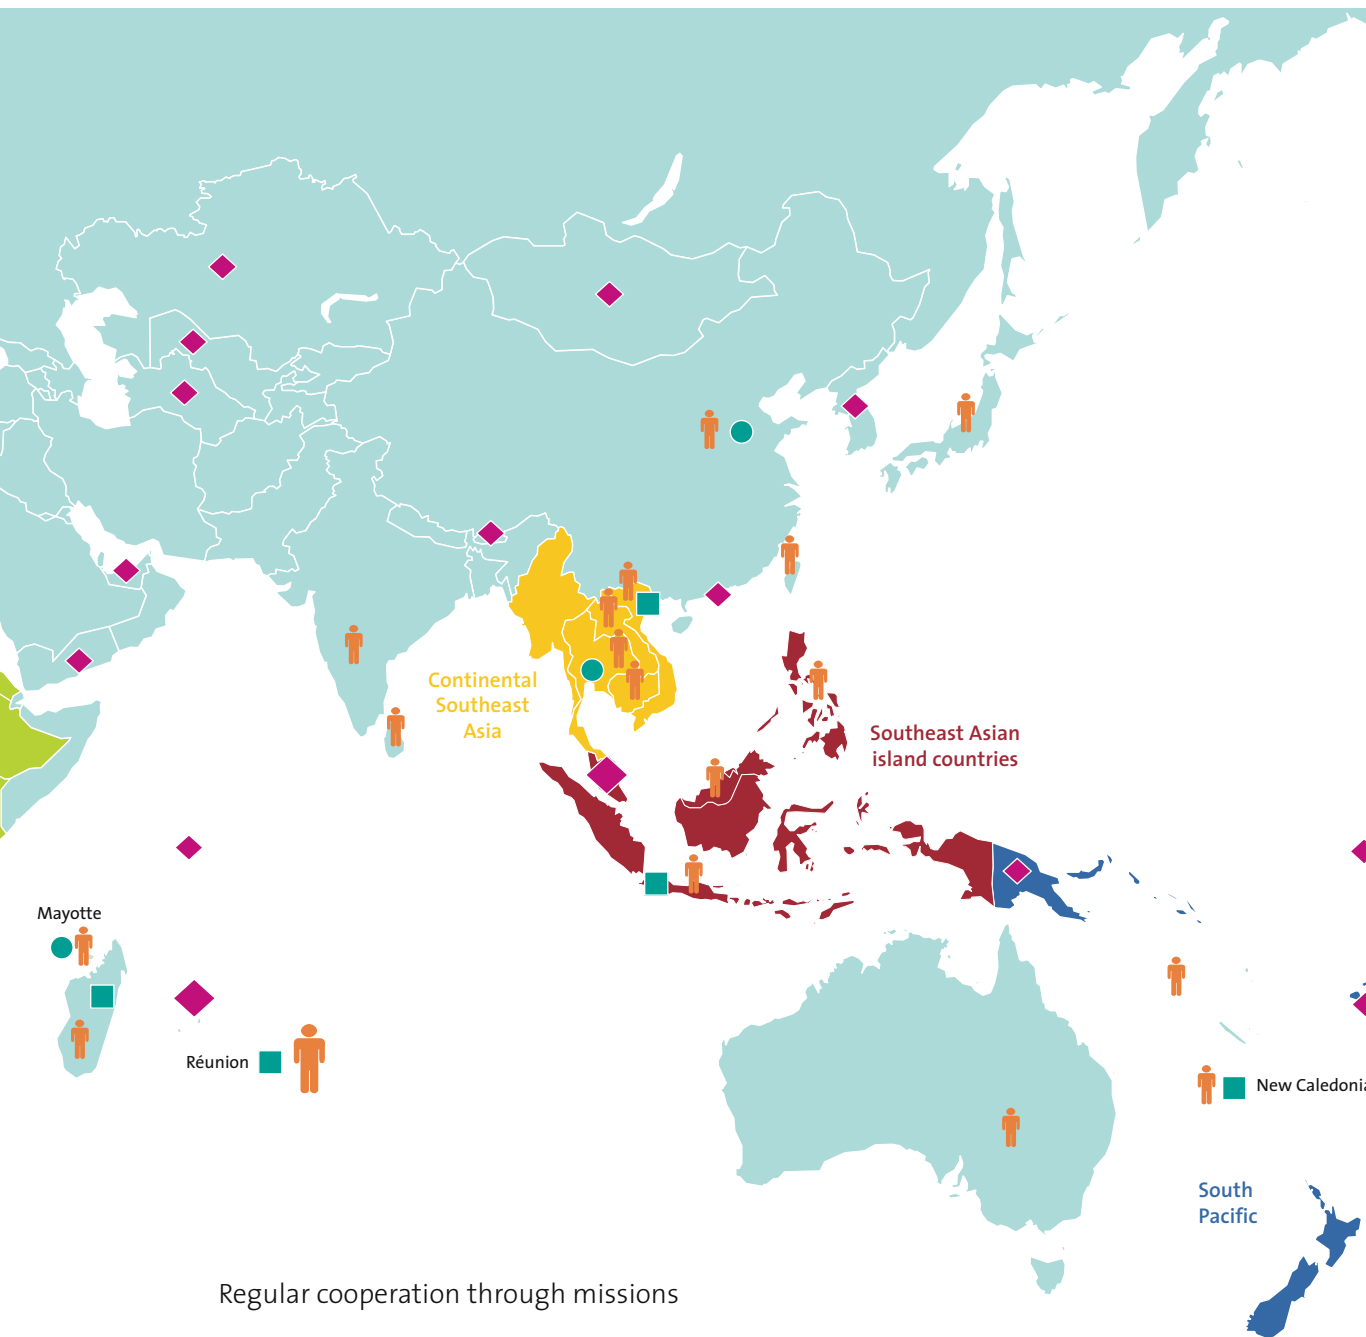 Continental
Southeast
Asia
Southeast Asian
island countries
Mayotte
Réunion
New Caledonia
South
Pacific
Regular cooperation through missions